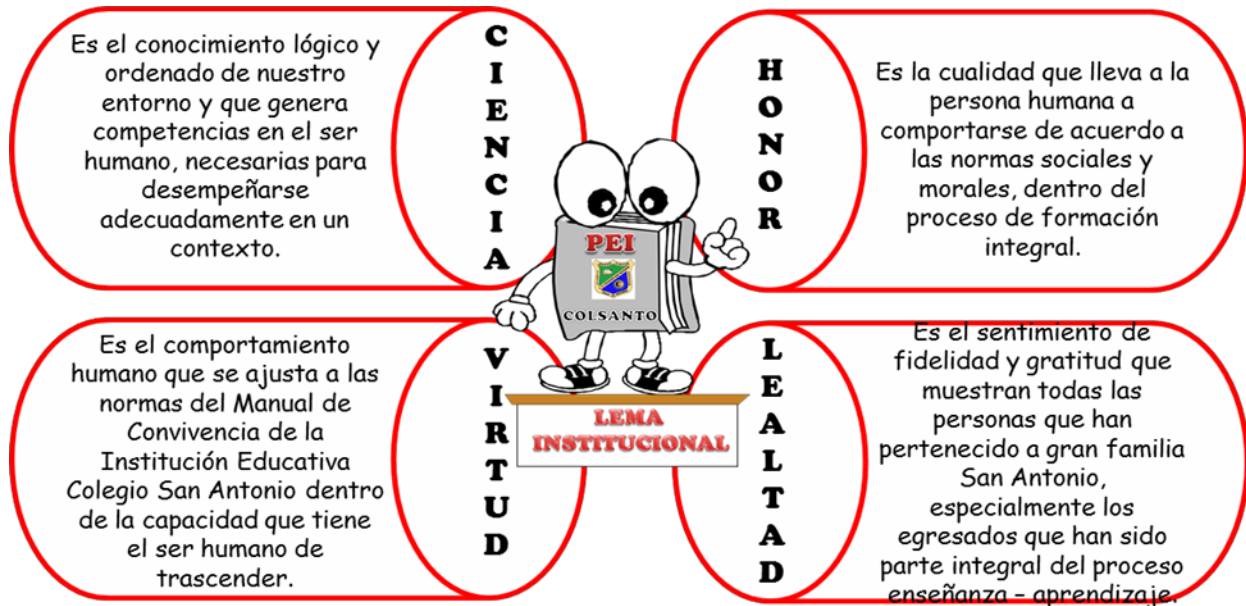 Es el conocimiento lógico y
ordenado de nuestro
entorno y que genera
competencias en el ser
humano, necesarias para
desempeñarse
adecuadamente en un
contexto.
CIENCIA
HONOR
Es la cualidad que lleva a la
persona humana a
comportarse de acuerdo a
las normas sociales y
morales, dentro del
proceso de formación
integral.
PEI
COLSANTO
LEMA
INSTITUCIONAL
Es el comportamiento
humano que se ajusta a las
normas del Manual de
Convivencia de la
Institución Educativa
Colegio San Antonio dentro
de la capacidad que tiene
el ser humano de
trascender.
VIRTUD
LEALTAD
Es el sentimiento de
fidelidad y gratitud que
muestran todas las
personas que han
pertenecido a gran familia
San Antonio,
especialmente los
egresados que han sido
parte integral del proceso
enseñanza – aprendizaje.